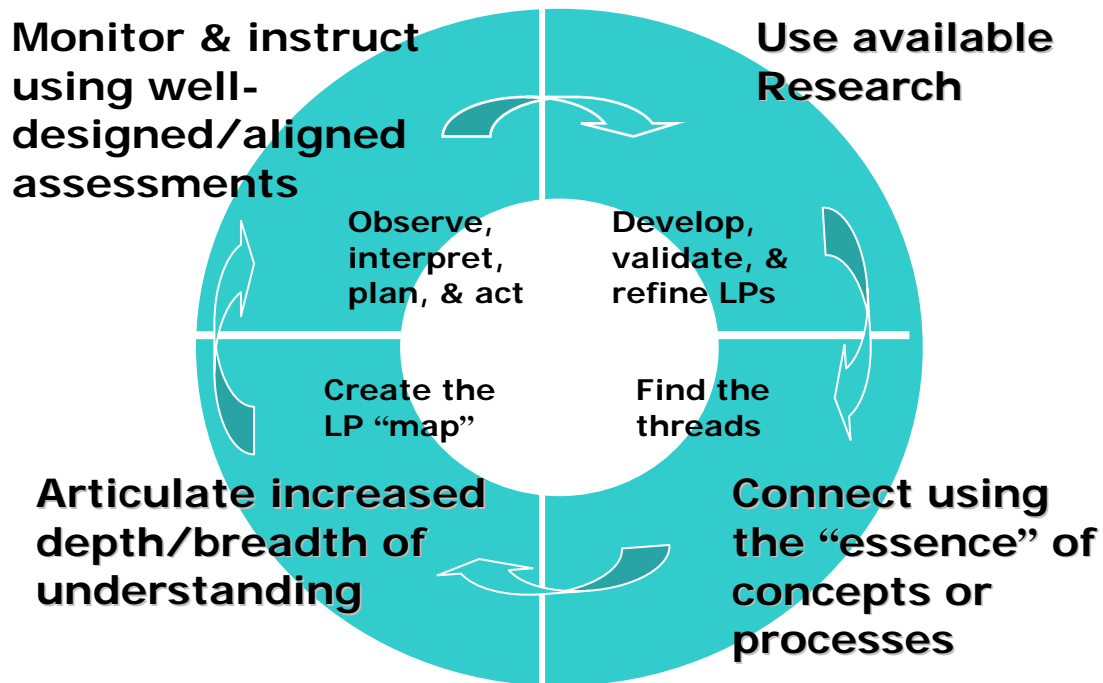 Monitor & instruct
using well-
designed/aligned
assessments
Use available
Research
Observe,
interpret,
plan, & act
Develop,
validate, &
refine LPs
Create the
LP “map”
Find the
threads
Articulate increased
depth/breadth of
understanding
Connect using
the “essence” of
concepts or
processes